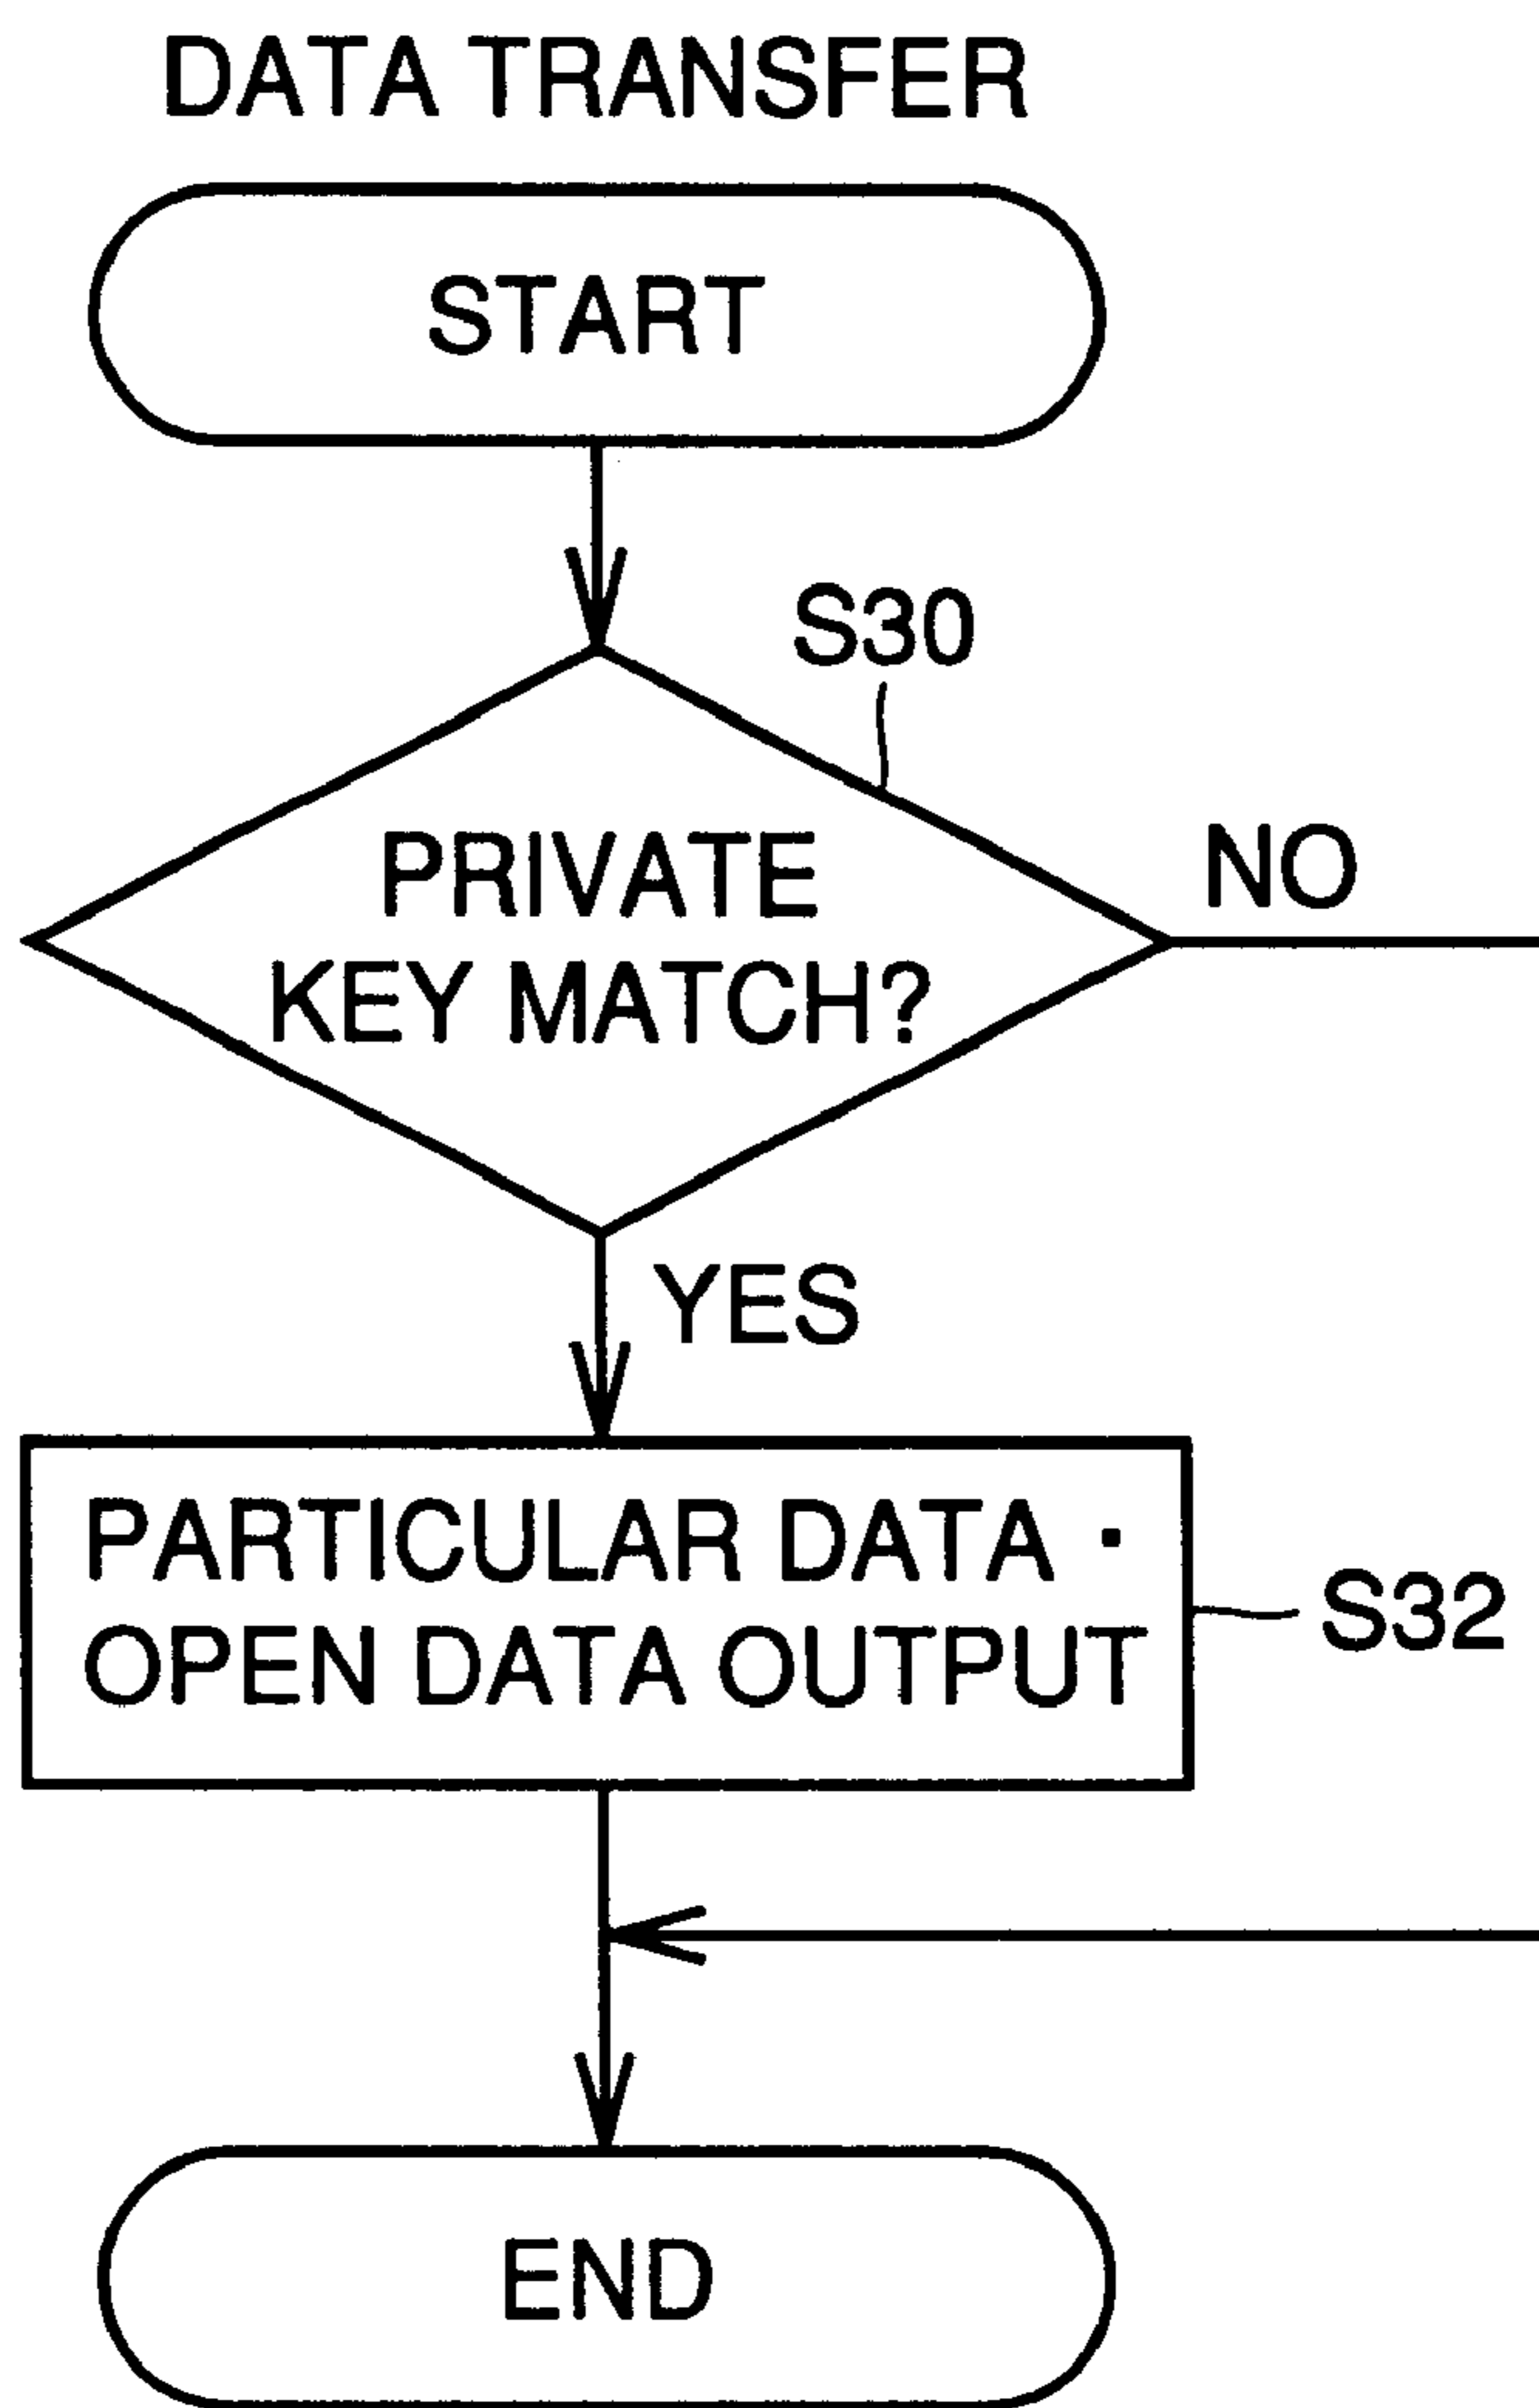 DATA TRANSFER
START
S30
PRIVATE
KEY MATCH?
NO
YES
PARTICULAR DATA ·
OPEN DATA OUTPUT
S32
END